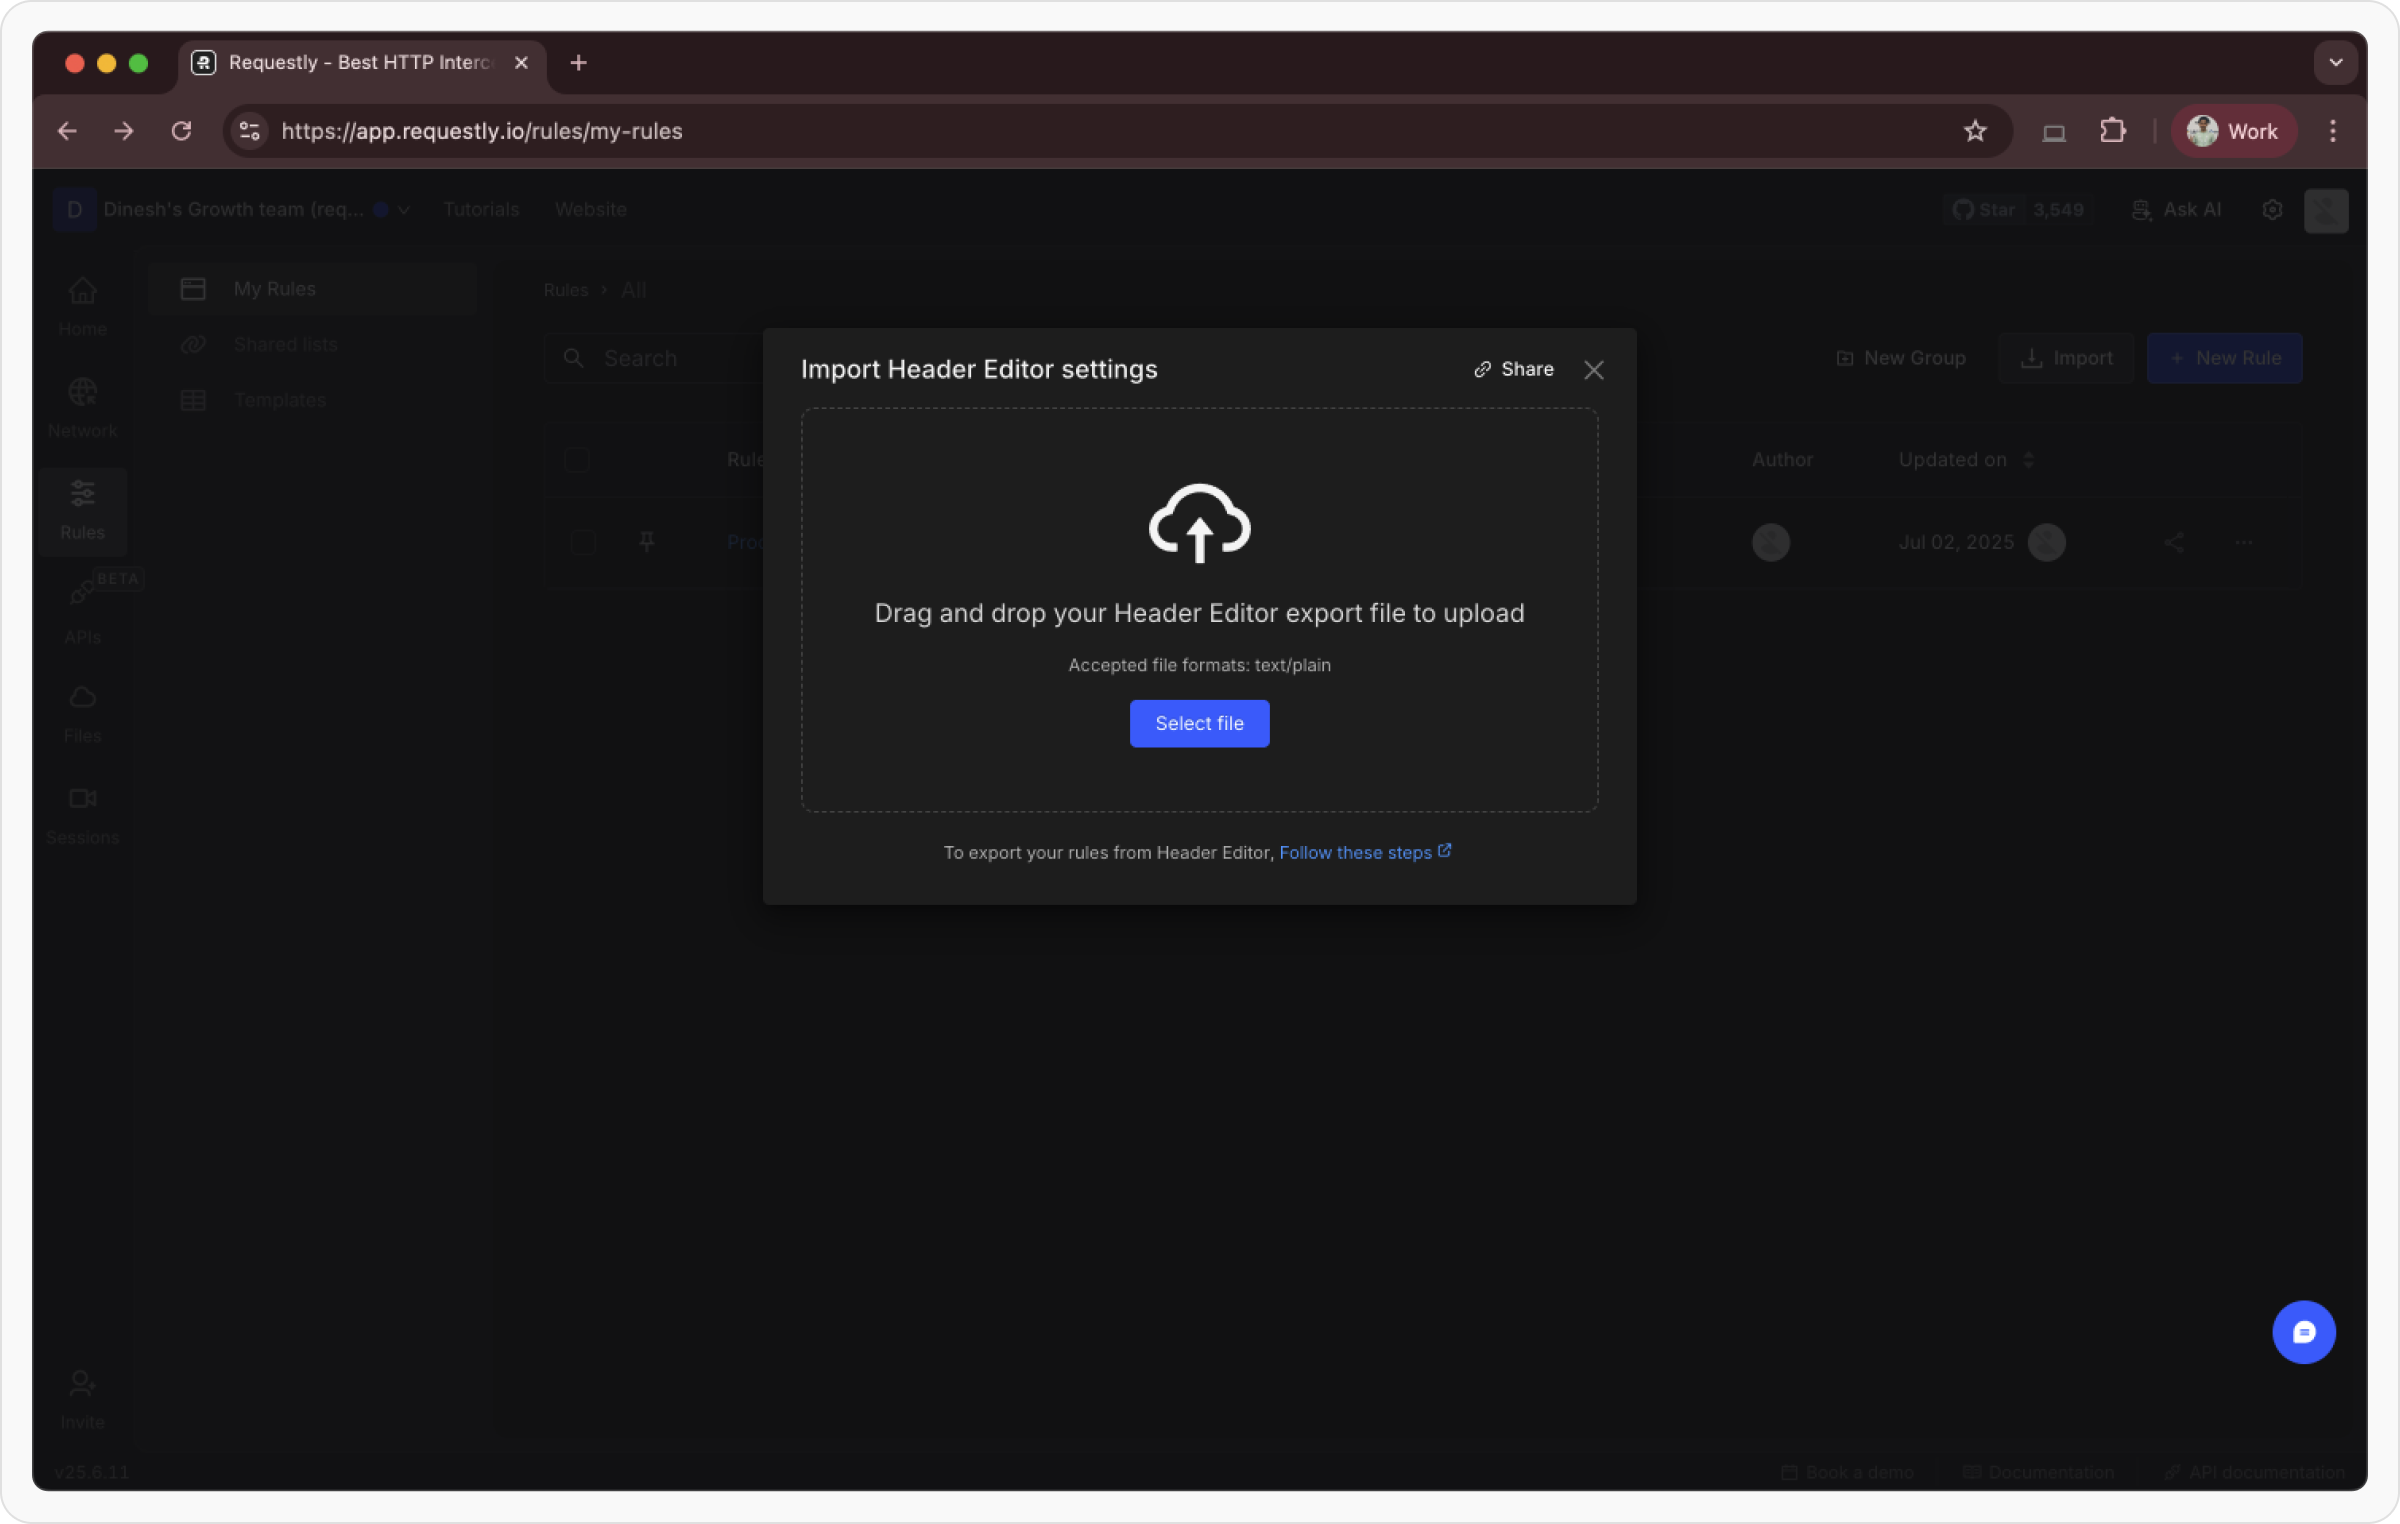 Requestly - Best HTTP Interc
https://app.requestly.io/rules/my-rules
Work
D
Dinesh's Growth team (req...
Tutorials
Website
Star
3,549
Ask AI
My Rules
Shared lists
Templates
Home
Network
Rules
BETA
APIs
Files
Sessions
Invite
v25.6.11
Rules > All
Search
New Group
Import
+ New Rule
Rule
Author
Updated on
Jul 02, 2025
Import Header Editor settings
Share
Drag and drop your Header Editor export file to upload
Accepted file formats: text/plain
Select file
To export your rules from Header Editor, Follow these steps
Book a demo
Documentation
API documentation